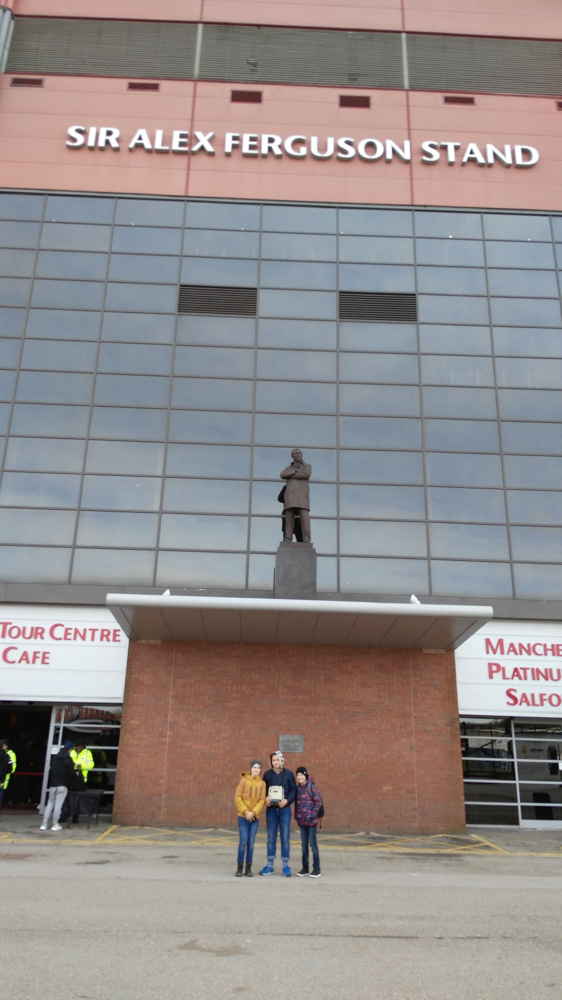 SIR ALEX FERGUSON STAND
TOUR CENTRE
CAFE
MANCHE
PLATINU
SALFO